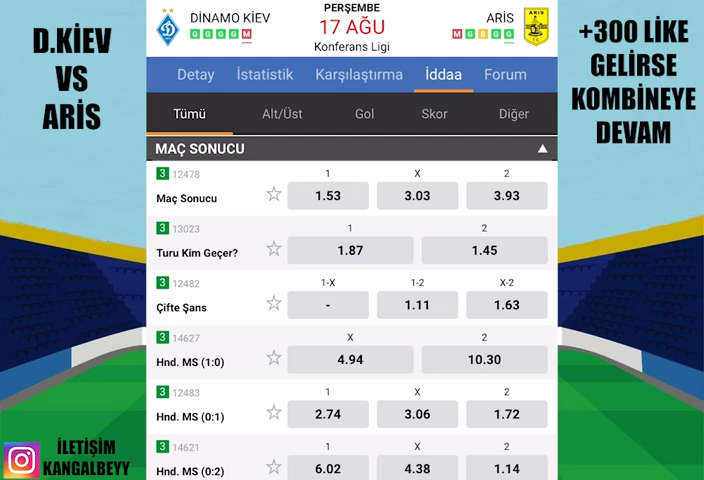 D.KİEV
VS
ARİS
DİNAMO KİEV
G G G G M
PERŞEMBE
17 AĞU
Konferans Ligi
ARİS
M G B G G
ARIS
+300 LİKE
GELİRSE
KOMBİNEYE
DEVAM
Detay İstatistik Karşılaştırma İddaa Forum
Tümü Alt/Üst Gol Skor Diğer
MAÇ SONUCU
3 12478 1 X 2
Maç Sonucu 1.53 3.03 3.93
3 13023 1 2
Turu Kim Geçer? 1.87 1.45
3 12482 1-X 1-2 X-2
Çifte Şans - 1.11 1.63
3 14627 X 2
Hnd. MS (1:0) 4.94 10.30
3 12483 1 X 2
Hnd. MS (0:1) 2.74 3.06 1.72
3 14621 1 X 2
Hnd. MS (0:2) 6.02 4.38 1.14
İLETİŞİM
KANGALBEYY